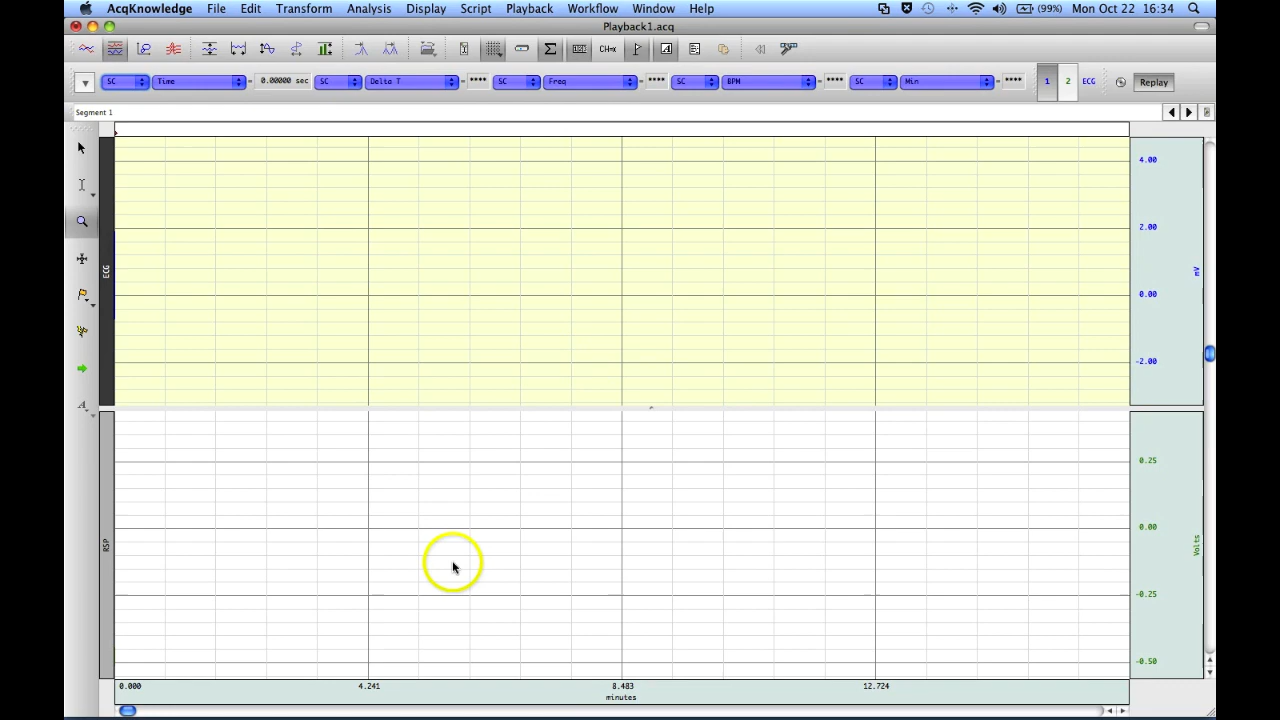 AcqKnowledge File Edit Transform Analysis Display Script Playback Workflow Window Help (99%) Mon Oct 22 16:34
Playback1.acq
CH×
SC Time = 0.00000 sec SC Delta T = **** SC Freq = **** SC BPM = **** SC Min = **** 1 2 ECG Replay
Segment 1
ECG
4.00
2.00
0.00
-2.00
mV
RSP
0.25
0.00
-0.25
-0.50
Volts
0.000 4.241 8.483 12.724
minutes